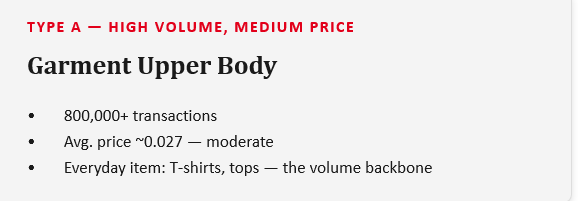 TYPE A — HIGH VOLUME, MEDIUM PRICE
Garment Upper Body
• 800,000+ transactions
• Avg. price ~0.027 — moderate
• Everyday item: T-shirts, tops — the volume backbone